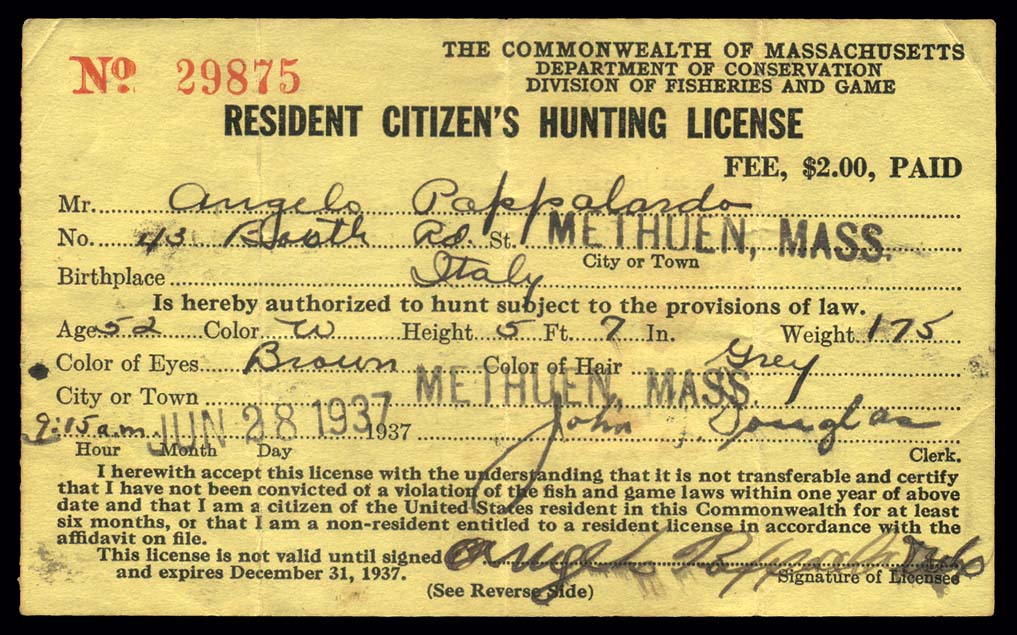 THE COMMONWEALTH OF MASSACHUSETTS
No. 29875
DEPARTMENT OF CONSERVATION
DIVISION OF FISHERIES AND GAME
RESIDENT CITIZEN'S HUNTING LICENSE
FEE, $2.00, PAID
Mr. Angelo Pappalardo
No. 43 Booth Rd. St. METHUEN, MASS.
City or Town
Birthplace Italy
Is hereby authorized to hunt subject to the provisions of law.
Age 52 Color W Height 5 Ft. 7 In. Weight 175
Color of Eyes Brown Color of Hair Grey
City or Town METHUEN, MASS.
9:15 a.m. JUN 28 1937 1937 John J. Douglas
Hour Month Day Clerk.
I herewith accept this license with the understanding that it is not transferable and certify
that I have not been convicted of a violation of the fish and game laws within one year of above
date and that I am a citizen of the United States resident in this Commonwealth for at least
six months, or that I am a non-resident entitled to a resident license in accordance with the
affidavit on file.
This license is not valid until signed Angelo Pappalardo
and expires December 31, 1937. Signature of Licensee
(See Reverse Side)